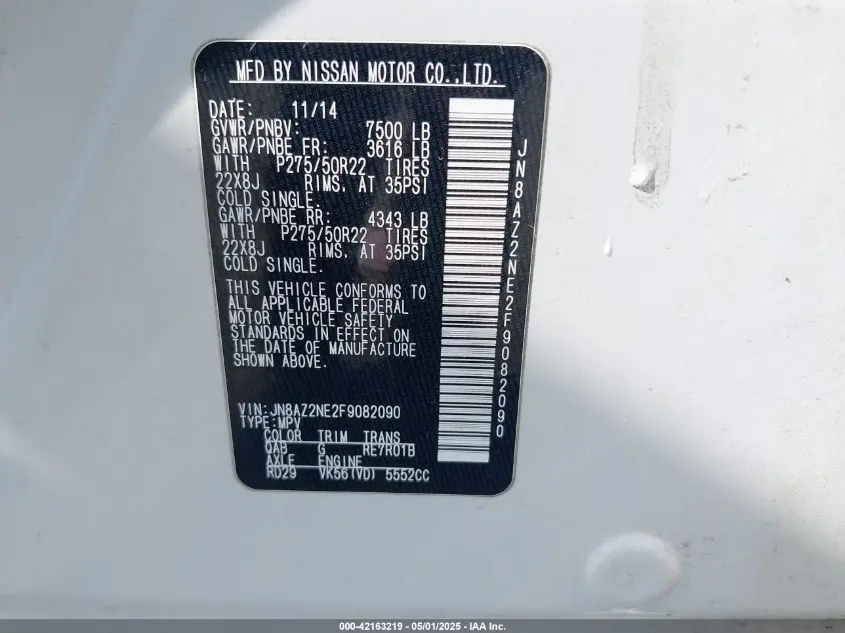 MFD BY NISSAN MOTOR CO.,LTD.
DATE: 11/14
GVWR/PNBV: 7500 LB
GAWR/PNBE FR: 3616 LB
WITH P275/50R22 TIRES
22X8J RIMS. AT 35PSI
COLD SINGLE.
GAWR/PNBE RR: 4343 LB
WITH P275/50R22 TIRES
22X8J RIMS. AT 35PSI
COLD SINGLE.
THIS VEHICLE CONFORMS TO
ALL APPLICABLE FEDERAL
MOTOR VEHICLE SAFETY
STANDARDS IN EFFECT ON
THE DATE OF MANUFACTURE
SHOWN ABOVE.
VIN:JN8AZ2NE2F9082090
TYPE:MPV
COLOR TRIM TRANS
QAB G RE7R01B
AXLE ENGINE
RD29 VK56(VD) 5552CC
JN8AZ2NE2F9082090
000-42163219 - 05/01/2025 - IAA Inc.